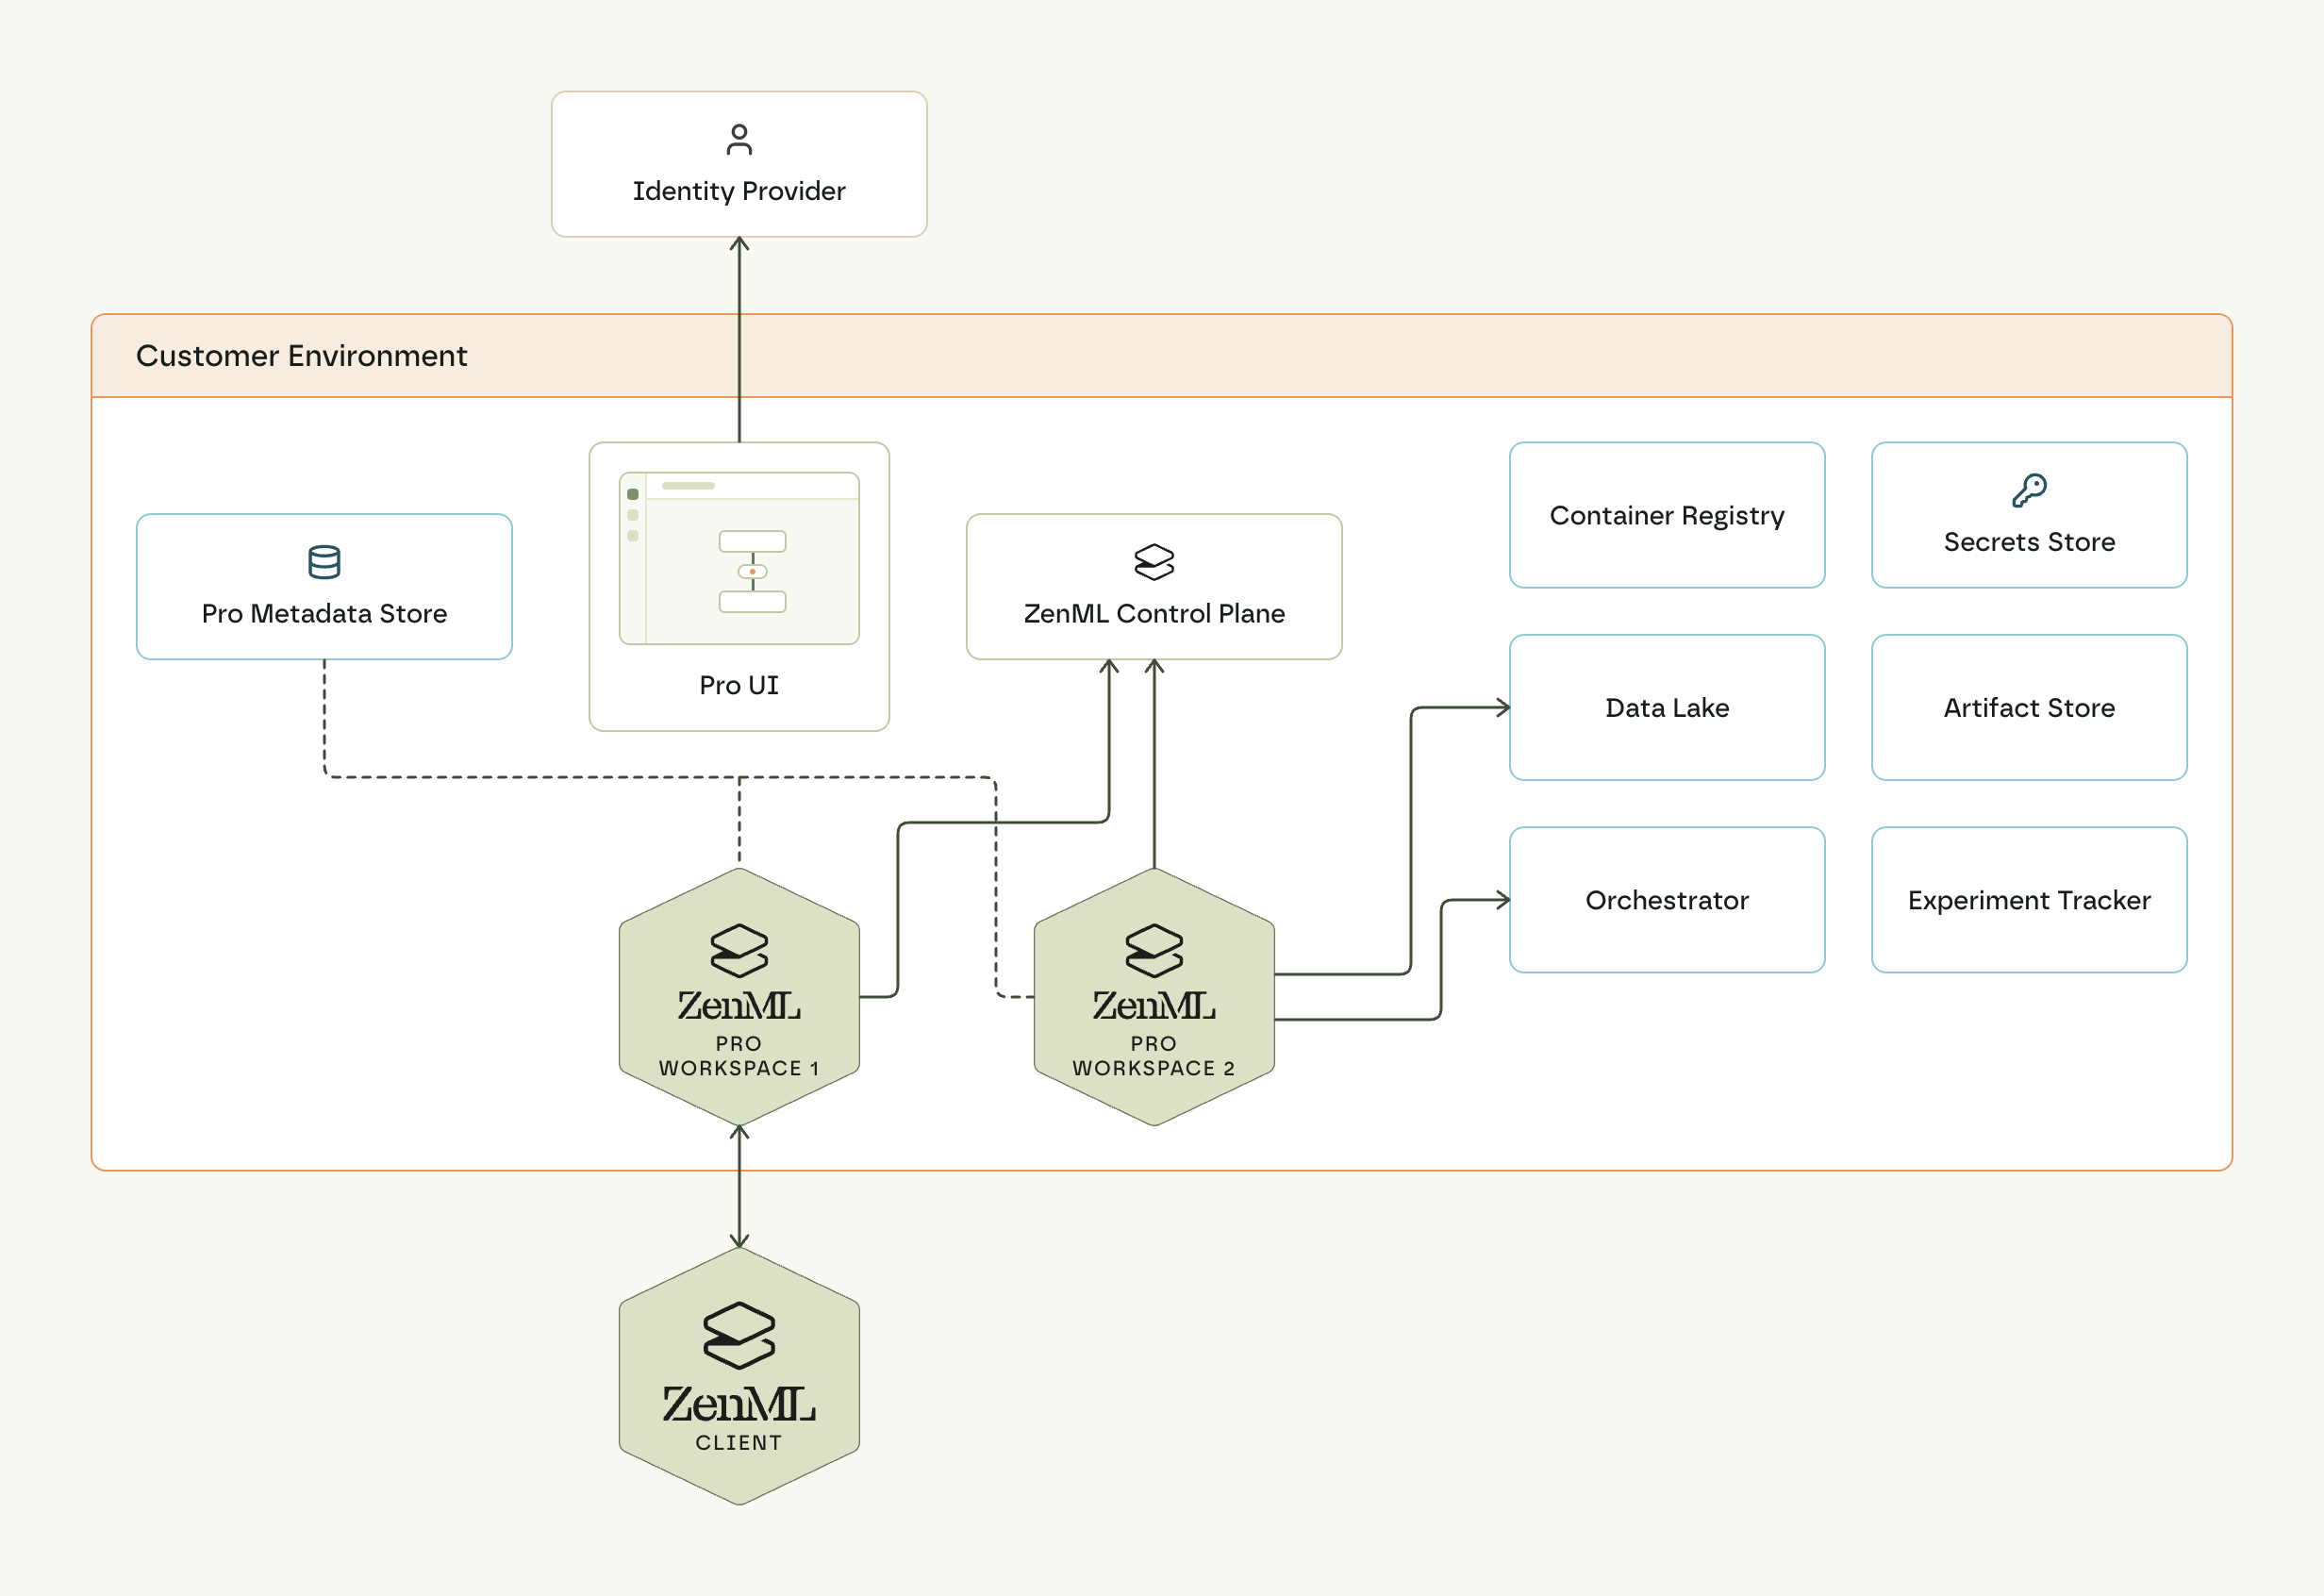 Identity Provider
Customer Environment
Container Registry
Secrets Store
Pro Metadata Store
Pro UI
ZenML Control Plane
Data Lake
Artifact Store
Orchestrator
Experiment Tracker
ZenML
PRO
WORKSPACE 1
ZenML
PRO
WORKSPACE 2
ZenML
CLIENT